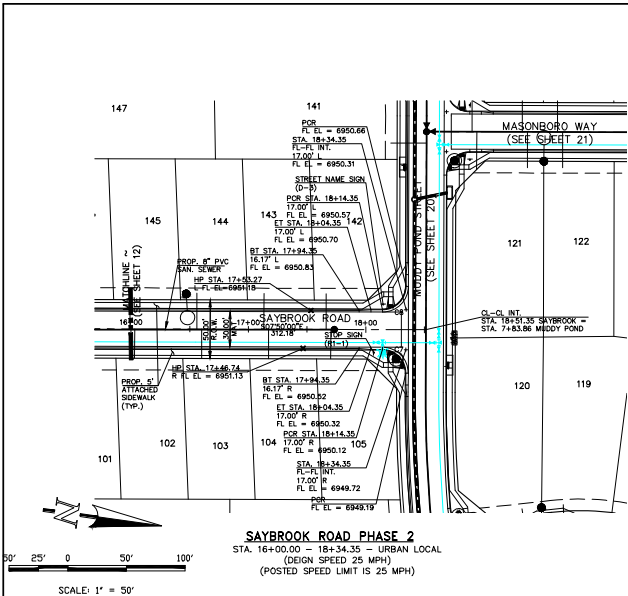 147
141
PCR
FL EL = 6950.66
STA. 18+34.35
FL-FL INT.
17.00' L
FL EL = 6950.31
STREET NAME SIGN
(D-3)
PCR STA. 18+14.35
17.00' L
FL EL = 6950.57
ET STA. 18+04.35
17.00' L
FL EL = 6950.70
BT STA. 17+94.35
16.17' L
FL EL = 6950.83
MASONBORO WAY
(SEE SHEET 21)
145
144
143
142
121
122
MATCHLINE ~
(SEE SHEET 12)
PROP. 8" PVC
SAN. SEWER
HP STA. 17+53.27
L FL EL=6951.18
MUDDY POND STREET
(SEE SHEET 20)
SAYBROOK ROAD
16+00
17+00
S07°50'00"E
312.18'
18+00
50.00'
R.O.W.
30.00'
MAT
STOP SIGN
(R1-1)
CL-CL INT.
STA. 18+51.35 SAYBROOK =
STA. 7+83.86 MUDDY POND
HP STA. 17+46.74
R FL EL = 6951.13
PROP. 5'
ATTACHED
SIDEWALK
(TYP.)
BT STA. 17+94.35
16.17' R
FL EL = 6950.52
ET STA. 18+04.35
17.00' R
FL EL = 6950.32
PCR STA. 18+14.35
17.00' R
FL EL = 6950.12
STA. 18+34.35
FL-FL INT.
17.00' R
FL EL = 6949.72
PCR
FL EL = 6949.19
101
102
103
104
105
120
119
N
SAYBROOK ROAD PHASE 2
STA. 16+00.00 - 18+34.35 - URBAN LOCAL
(DEIGN SPEED 25 MPH)
(POSTED SPEED LIMIT IS 25 MPH)
50' 25' 0 50' 100'
SCALE: 1" = 50'